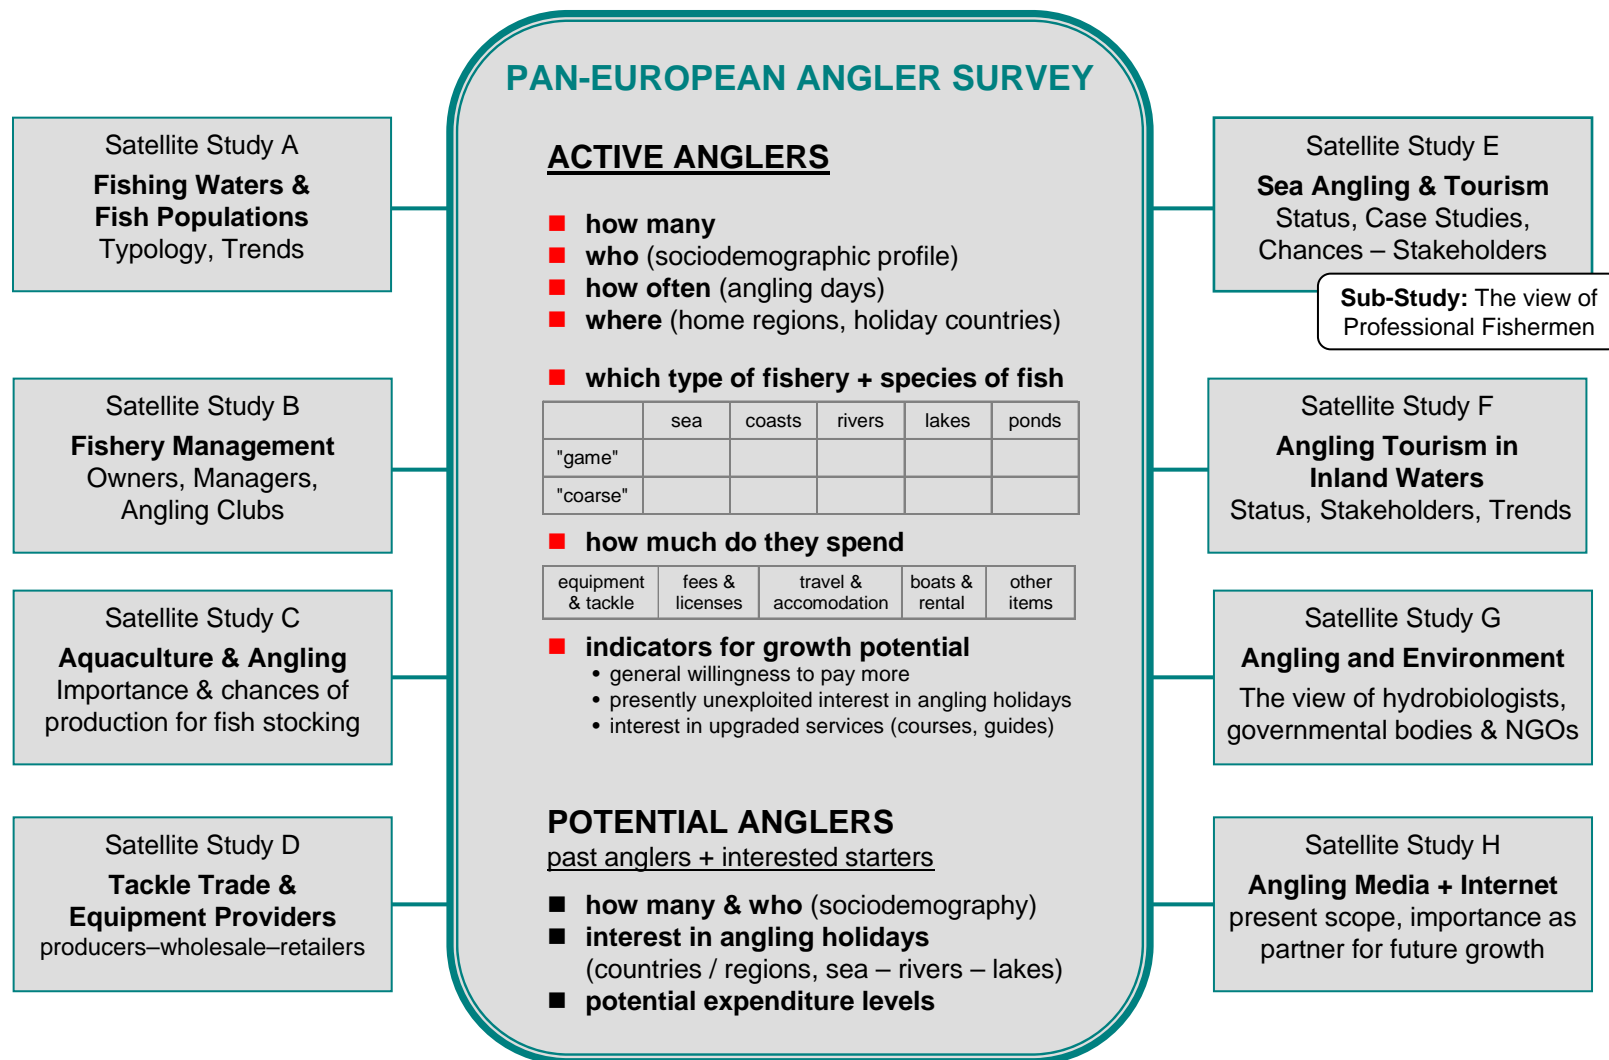 PAN-EUROPEAN ANGLER SURVEY
Satellite Study A
Fishing Waters &
Fish Populations
Typology, Trends
Satellite Study B
Fishery Management
Owners, Managers,
Angling Clubs
Satellite Study C
Aquaculture & Angling
Importance & chances of
production for fish stocking
Satellite Study D
Tackle Trade &
Equipment Providers
producers–wholesale–retailers
ACTIVE ANGLERS
■ how many
■ who (sociodemographic profile)
■ how often (angling days)
■ where (home regions, holiday countries)
■ which type of fishery + species of fish
sea coasts rivers lakes ponds
"game"
"coarse"
■ how much do they spend
equipment fees & travel & boats & other
& tackle licenses accomodation rental items
■ indicators for growth potential
• general willingness to pay more
• presently unexploited interest in angling holidays
• interest in upgraded services (courses, guides)
POTENTIAL ANGLERS
past anglers + interested starters
■ how many & who (sociodemography)
■ interest in angling holidays
(countries / regions, sea – rivers – lakes)
■ potential expenditure levels
Satellite Study E
Sea Angling & Tourism
Status, Case Studies,
Chances – Stakeholders
Sub-Study: The view of
Professional Fishermen
Satellite Study F
Angling Tourism in
Inland Waters
Status, Stakeholders, Trends
Satellite Study G
Angling and Environment
The view of hydrobiologists,
governmental bodies & NGOs
Satellite Study H
Angling Media + Internet
present scope, importance as
partner for future growth